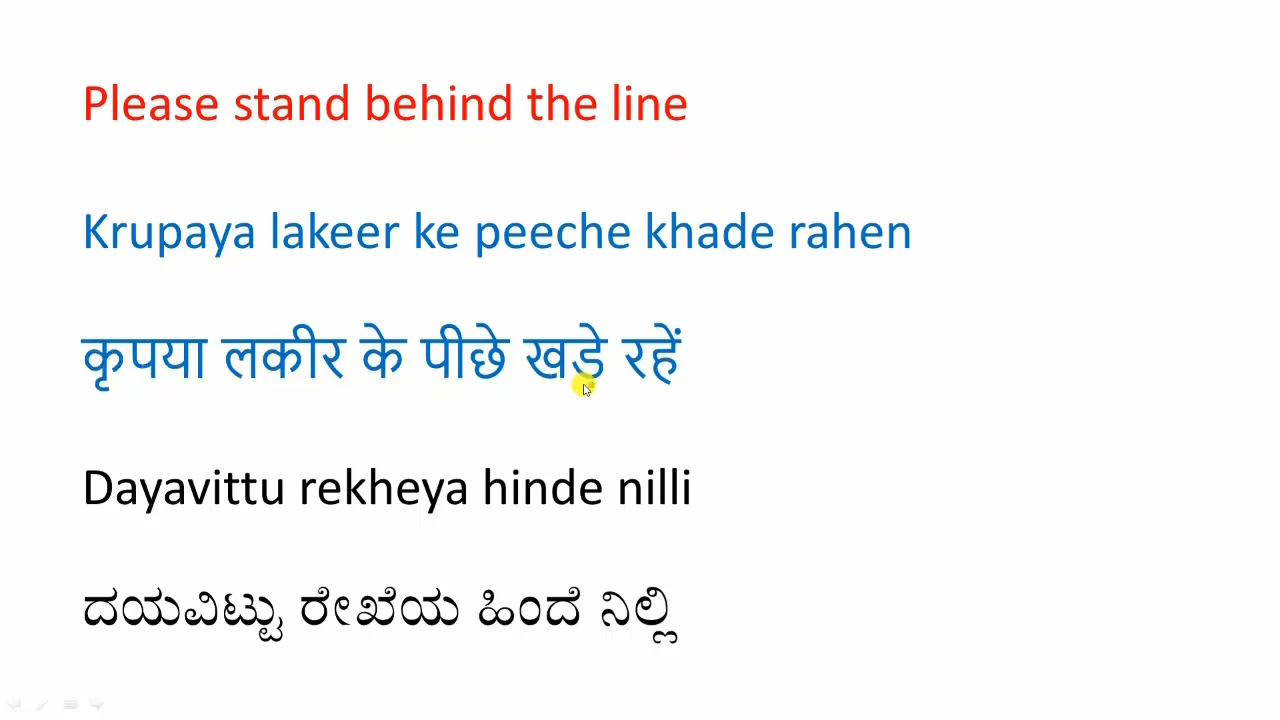 Please stand behind the line
Krupaya lakeer ke peeche khade rahen
कृपया लकीर के पीछे खडे रहें
Dayavittu rekheya hinde nilli
ದಯವಿಟ್ಟು ರೇಖೆಯ ಹಿಂದೆ ನಿಲ್ಲಿ